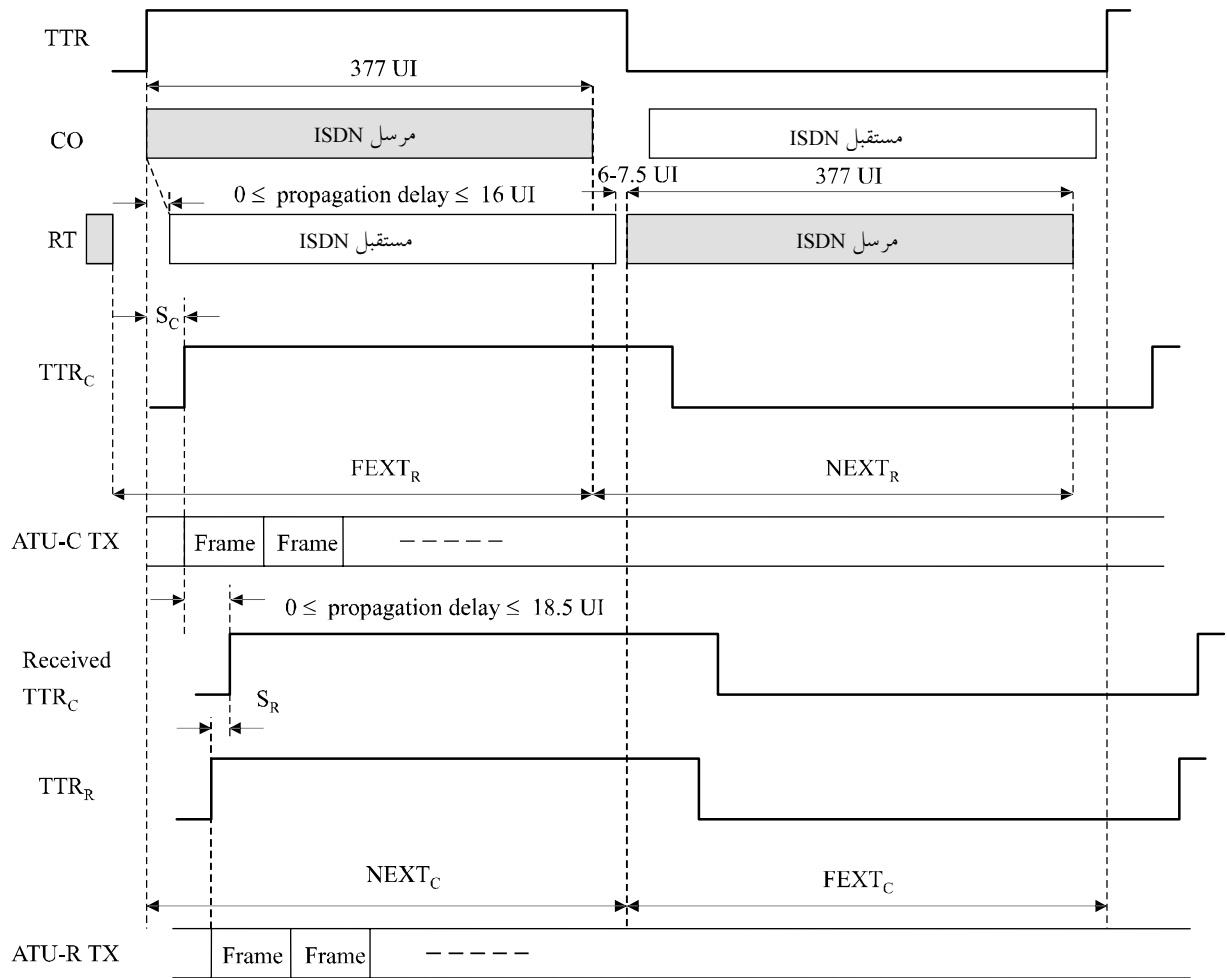 TTR
377 UI
CO
مرسل ISDN
مستقبل ISDN
6-7.5 UI
377 UI
0 ≤ propagation delay ≤ 16 UI
RT
مستقبل ISDN
مرسل ISDN
S_C
TTR_C
FEXT_R
NEXT_R
ATU-C TX
Frame
Frame
0 ≤ propagation delay ≤ 18.5 UI
Received
TTR_C
S_R
TTR_R
NEXT_C
FEXT_C
ATU-R TX
Frame
Frame